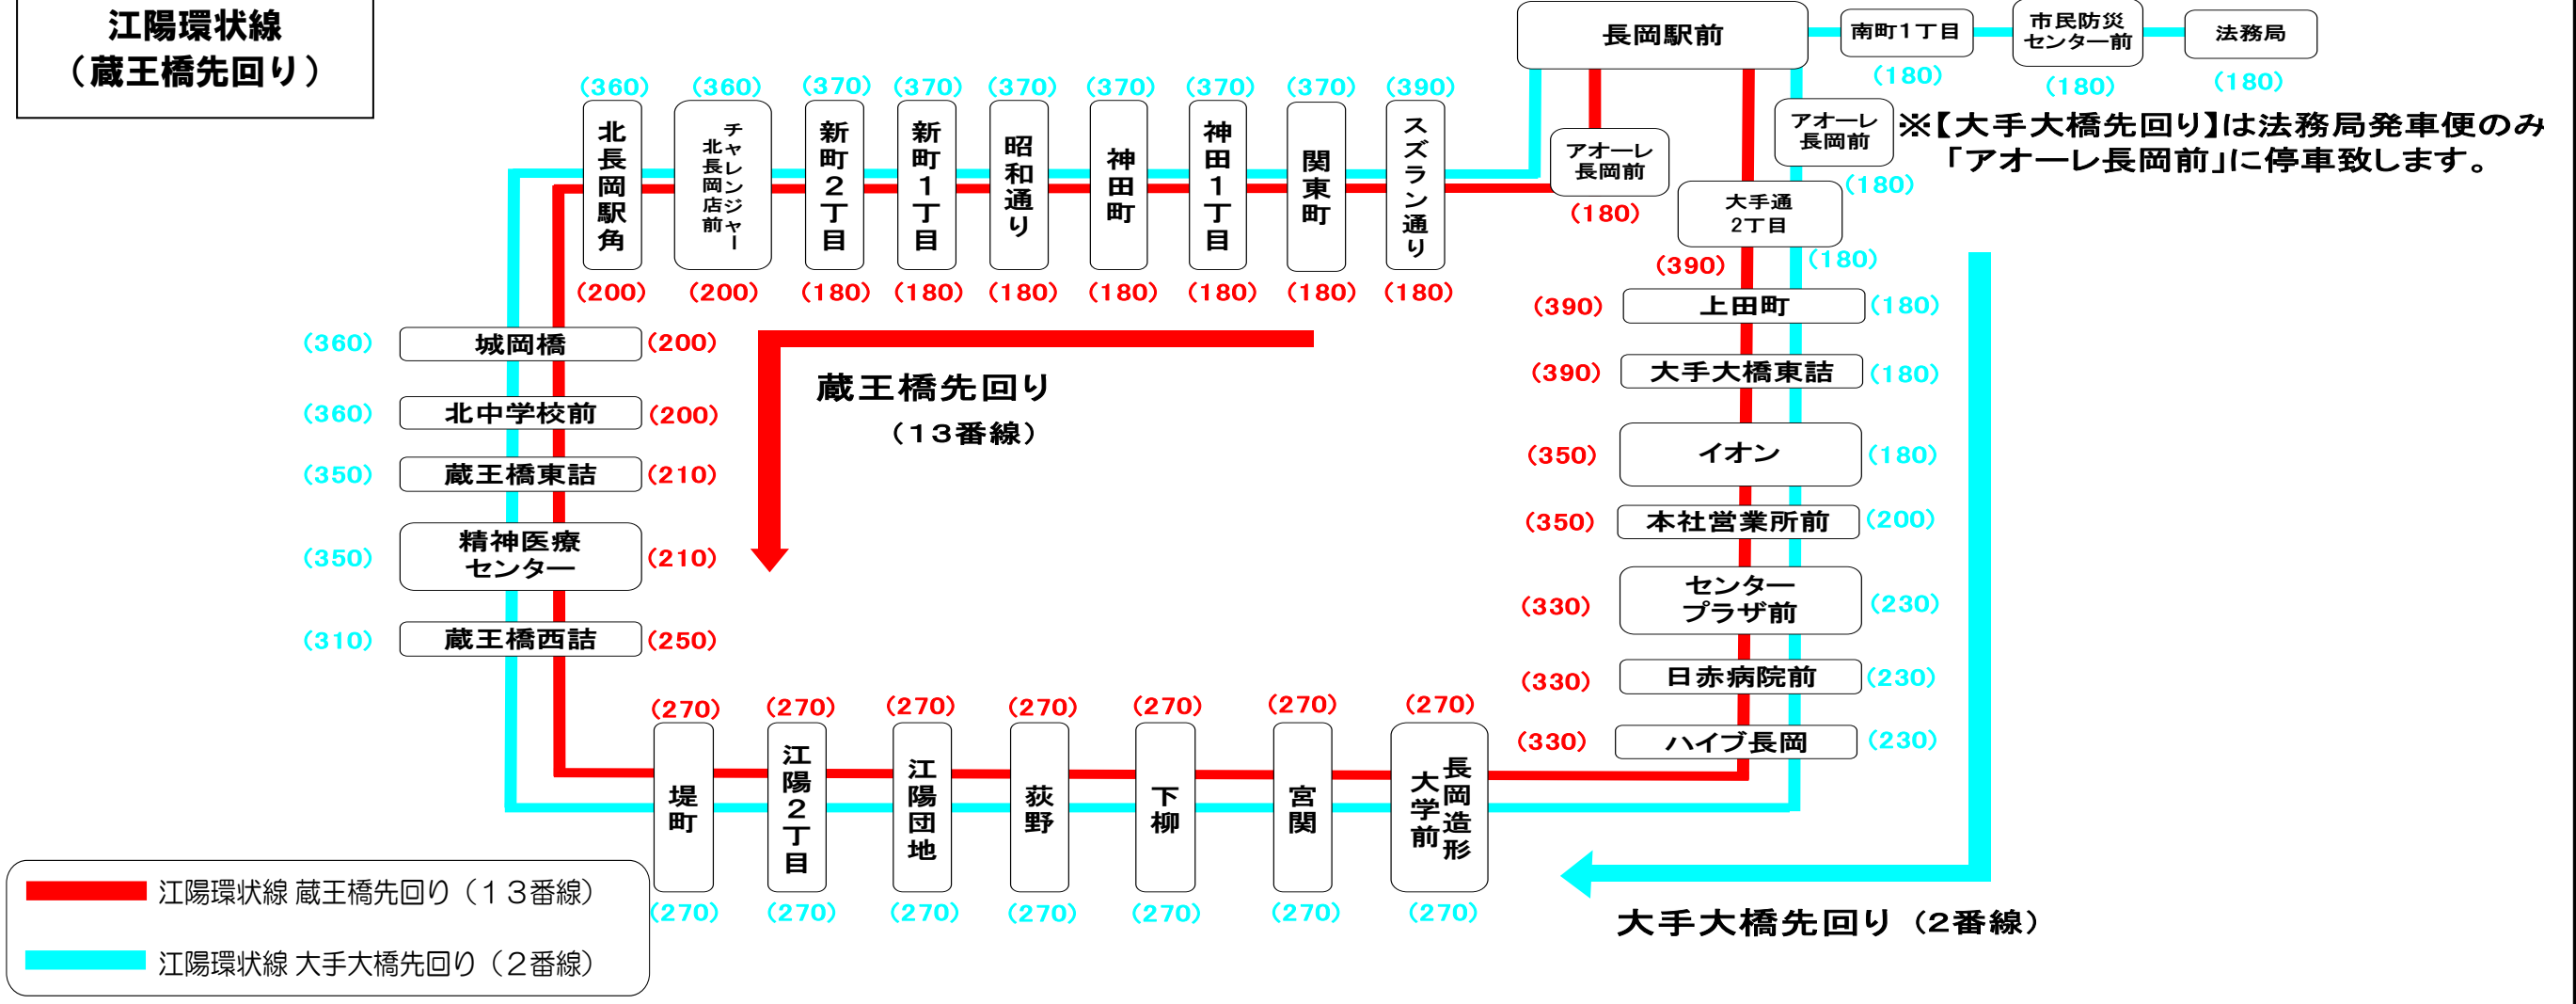 江陽環状線
（蔵王橋先回り）
長岡駅前
南町1丁目
(180)
市民防災
センター前
(180)
法務局
(180)
アオーレ
長岡前
(180)
※【大手大橋先回り】は法務局発車便のみ
「アオーレ長岡前」に停車致します。
アオーレ
長岡前
(180)
(360)
北長岡駅角
(200)
(360)
チャレンジャー
北長岡店前
(200)
(370)
新町2丁目
(180)
(370)
新町1丁目
(180)
(370)
昭和通り
(180)
(370)
神田町
(180)
(370)
神田1丁目
(180)
(370)
関東町
(180)
(390)
スズラン通り
(180)
大手通
2丁目
(390)
(180)
(390)
上田町
(180)
(390)
大手大橋東詰
(180)
(350)
イオン
(180)
(350)
本社営業所前
(200)
(330)
センター
プラザ前
(230)
(330)
日赤病院前
(230)
(330)
ハイブ長岡
(230)
(360)
城岡橋
(200)
(360)
北中学校前
(200)
(350)
蔵王橋東詰
(210)
(350)
精神医療
センター
(210)
(310)
蔵王橋西詰
(250)
蔵王橋先回り
（13番線）
(270)
堤町
(270)
(270)
江陽2丁目
(270)
(270)
江陽団地
(270)
(270)
荻野
(270)
(270)
下柳
(270)
(270)
宮関
(270)
(270)
長岡造形
大学前
(270)
大手大橋先回り（2番線）
江陽環状線 蔵王橋先回り（１３番線）
江陽環状線 大手大橋先回り（２番線）